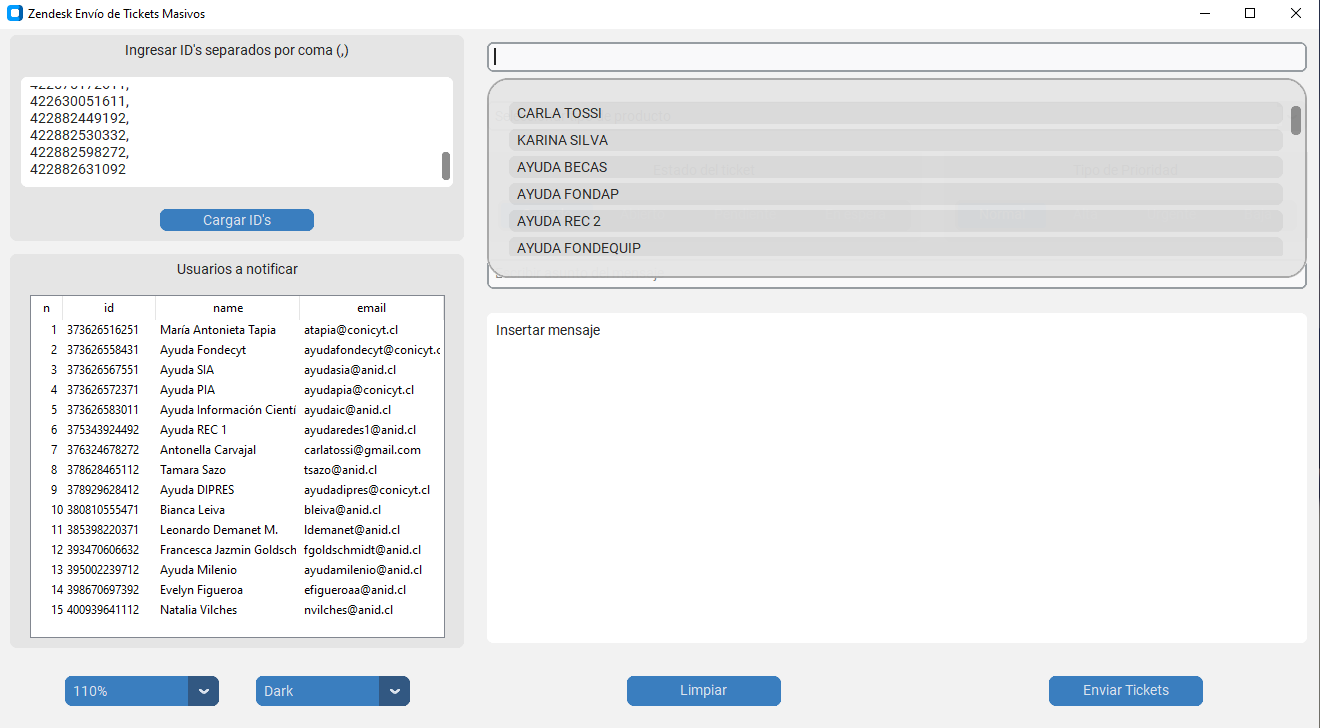 Zendesk Envío de Tickets Masivos
Ingresar ID's separados por coma (,)
422630051611,
422882449192,
422882530332,
422882598272,
422882631092
Cargar ID's
Usuarios a notificar
n id name email
1 373626516251 María Antonieta Tapia atapia@conicyt.cl
2 373626558431 Ayuda Fondecyt ayudafondecyt@conicyt.c
3 373626567551 Ayuda SIA ayudasia@anid.cl
4 373626572371 Ayuda PIA ayudapia@conicyt.cl
5 373626583011 Ayuda Información Cientí ayudaic@anid.cl
6 375343924492 Ayuda REC 1 ayudaredes1@anid.cl
7 376324678272 Antonella Carvajal carlatossi@gmail.com
8 378628465112 Tamara Sazo tsazo@anid.cl
9 378929628412 Ayuda DIPRES ayudadipres@conicyt.cl
10 380810555471 Bianca Leiva bleiva@anid.cl
11 385398220371 Leonardo Demanet M. ldemanet@anid.cl
12 393470606632 Francesca Jazmin Goldsch fgoldschmidt@anid.cl
13 395002239712 Ayuda Milenio ayudamilenio@anid.cl
14 398670697392 Evelyn Figueroa efigueroaa@anid.cl
15 400939641112 Natalia Vilches nvilches@anid.cl
110%
Dark
CARLA TOSSI
KARINA SILVA
AYUDA BECAS
Estado del ticket
Tipo de Prioridad
AYUDA FONDAP
AYUDA REC 2
AYUDA FONDEQUIP
Insertar mensaje
Limpiar
Enviar Tickets